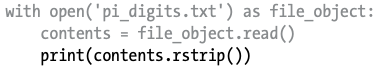 with open('pi_digits.txt') as file_object:
    contents = file_object.read()
    print(contents.rstrip())